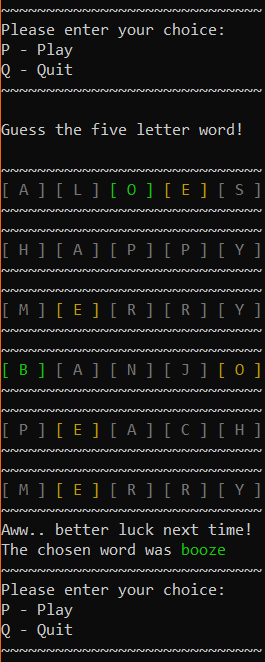 ~~~~~~~~~~~~~~~~~~~~~~~~~~~~~
Please enter your choice:
P - Play
Q - Quit
~~~~~~~~~~~~~~~~~~~~~~~~~~~~~
Guess the five letter word!
~~~~~~~~~~~~~~~~~~~~~~~~~~~~~
[ A ] [ L ] [ O ] [ E ] [ S ]
~~~~~~~~~~~~~~~~~~~~~~~~~~~~~
~~~~~~~~~~~~~~~~~~~~~~~~~~~~~
[ H ] [ A ] [ P ] [ P ] [ Y ]
~~~~~~~~~~~~~~~~~~~~~~~~~~~~~
~~~~~~~~~~~~~~~~~~~~~~~~~~~~~
[ M ] [ E ] [ R ] [ R ] [ Y ]
~~~~~~~~~~~~~~~~~~~~~~~~~~~~~
~~~~~~~~~~~~~~~~~~~~~~~~~~~~~
[ B ] [ A ] [ N ] [ J ] [ O ]
~~~~~~~~~~~~~~~~~~~~~~~~~~~~~
~~~~~~~~~~~~~~~~~~~~~~~~~~~~~
[ P ] [ E ] [ A ] [ C ] [ H ]
~~~~~~~~~~~~~~~~~~~~~~~~~~~~~
~~~~~~~~~~~~~~~~~~~~~~~~~~~~~
[ M ] [ E ] [ R ] [ R ] [ Y ]
~~~~~~~~~~~~~~~~~~~~~~~~~~~~~
Aww.. better luck next time!
The chosen word was booze
~~~~~~~~~~~~~~~~~~~~~~~~~~~~~
Please enter your choice:
P - Play
Q - Quit
~~~~~~~~~~~~~~~~~~~~~~~~~~~~~